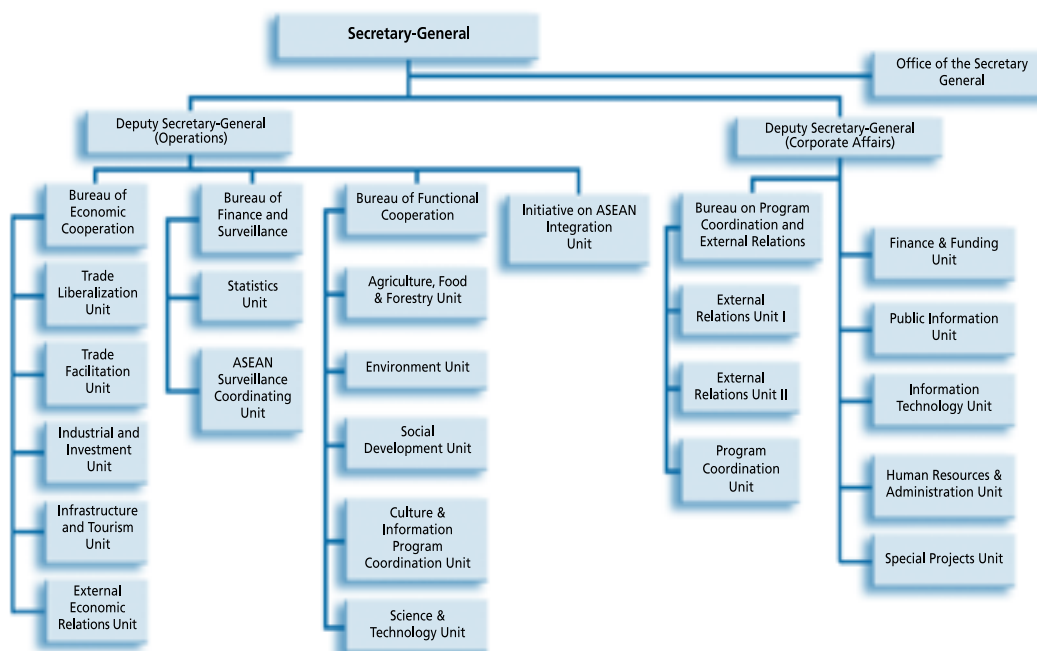 Secretary-General
Office of the Secretary
General
Deputy Secretary-General
(Operations)
Deputy Secretary-General
(Corporate Affairs)
Bureau of
Economic
Cooperation
Trade
Liberalization
Unit
Trade
Facilitation
Unit
Industrial and
Investment
Unit
Infrastructure
and Tourism
Unit
External
Economic
Relations Unit
Bureau of
Finance and
Surveillance
Statistics
Unit
ASEAN
Surveillance
Coordinating
Unit
Bureau of Functional
Cooperation
Agriculture, Food
& Forestry Unit
Environment Unit
Social
Development Unit
Culture &
Information
Program
Coordination Unit
Science &
Technology Unit
Initiative on ASEAN
Integration
Unit
Bureau on Program
Coordination and
External Relations
External
Relations Unit I
External
Relations Unit II
Program
Coordination
Unit
Finance & Funding
Unit
Public Information
Unit
Information
Technology Unit
Human Resources &
Administration Unit
Special Projects Unit